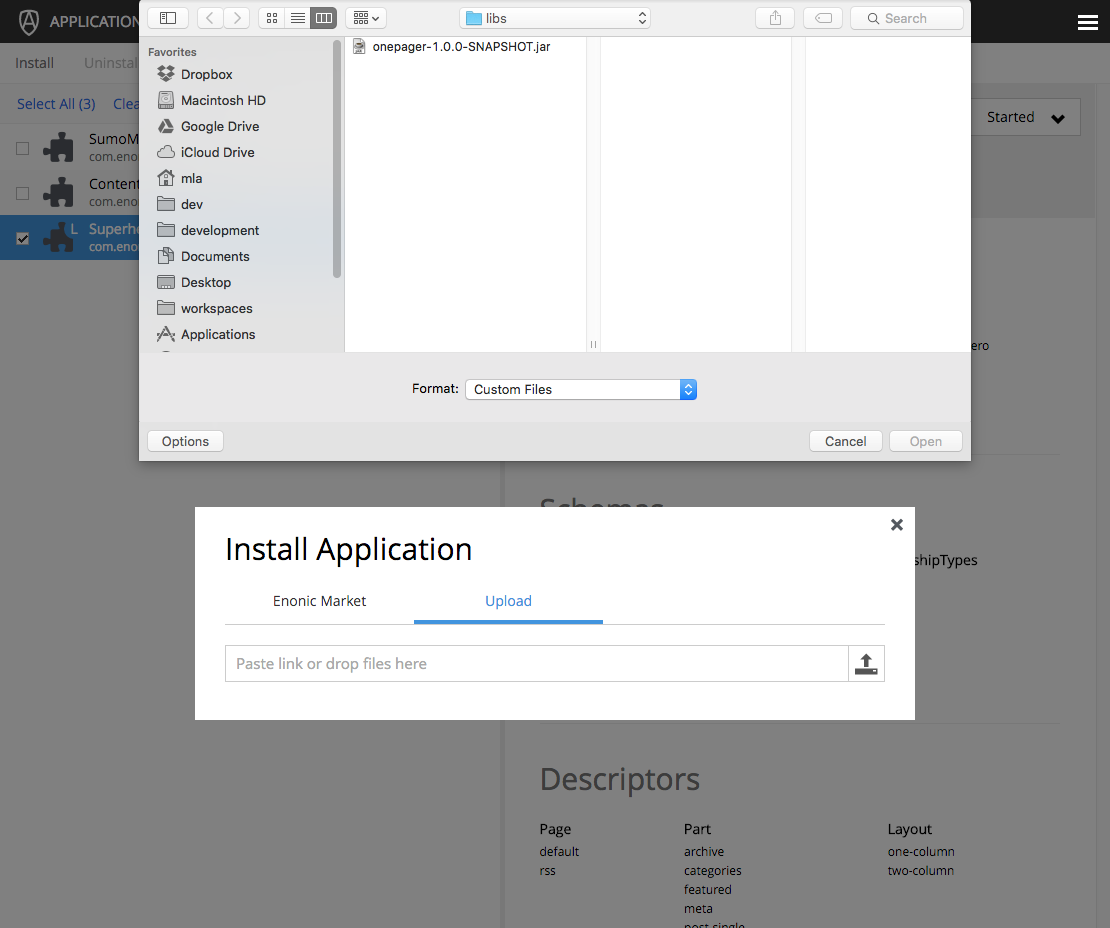 APPLICATION
libs
Search
Install
Uninstal
Select All (3)
Clea
SumoM
com.eno
Content
com.eno
L
Superhe
com.eno
Favorites
Dropbox
Macintosh HD
Google Drive
iCloud Drive
mla
dev
development
Documents
Desktop
workspaces
Applications
onepager-1.0.0-SNAPSHOT.jar
Started
ero
Format:
Custom Files
Options
Cancel
Open
Schemas
Install Application
Enonic Market
Upload
shipTypes
Paste link or drop files here
Descriptors
Page
default
rss
Part
archive
categories
featured
meta
post-single
Layout
one-column
two-column